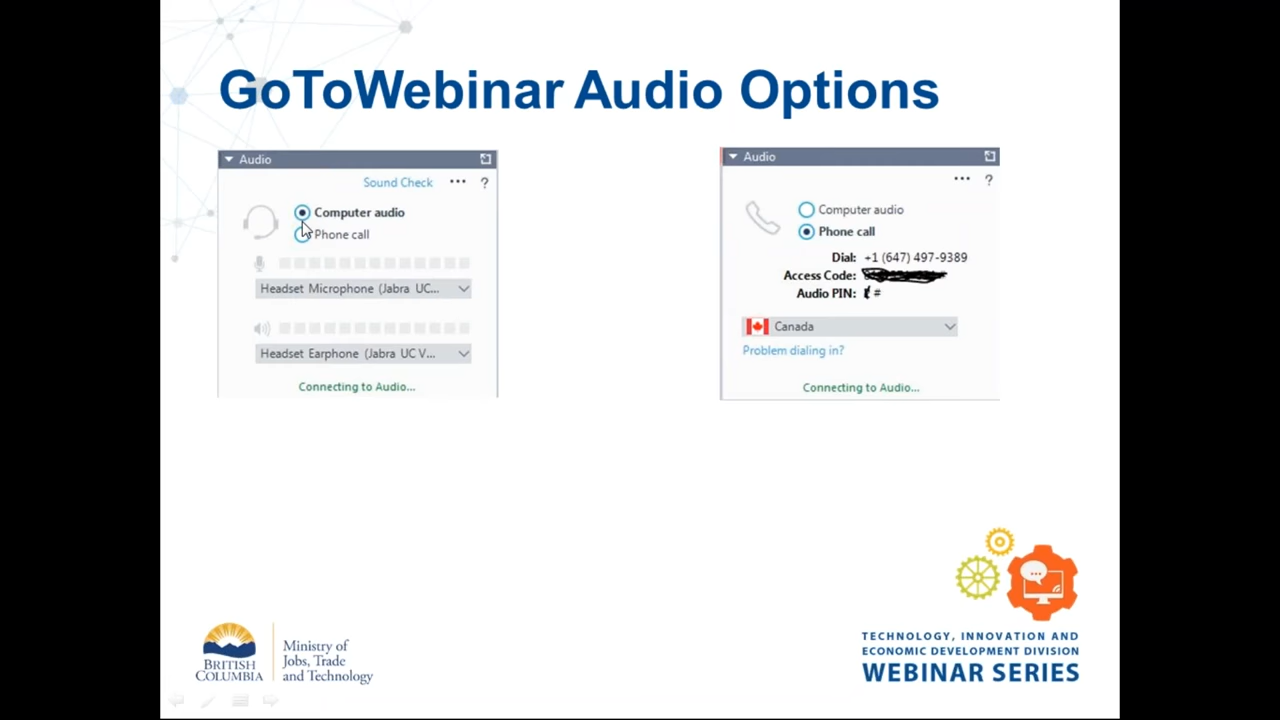 GoToWebinar Audio Options
Audio
Sound Check ••• ?
Computer audio
Phone call
Headset Microphone (Jabra UC...
Headset Earphone (Jabra UC V...
Connecting to Audio...
Audio
••• ?
Computer audio
Phone call
Dial: +1 (647) 497-9389
Access Code:
Audio PIN: #
Canada
Problem dialing in?
Connecting to Audio...
BRITISH
COLUMBIA
Ministry of
Jobs, Trade
and Technology
TECHNOLOGY, INNOVATION AND
ECONOMIC DEVELOPMENT DIVISION
WEBINAR SERIES